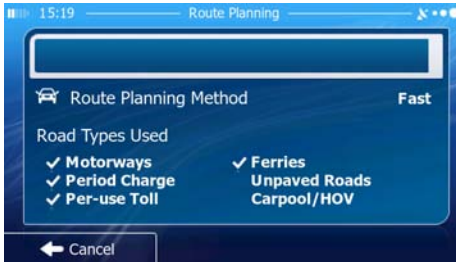 15:19 Route Planning
Route Planning Method Fast
Road Types Used
Motorways Ferries
Period Charge Unpaved Roads
Per-use Toll Carpool/HOV
Cancel